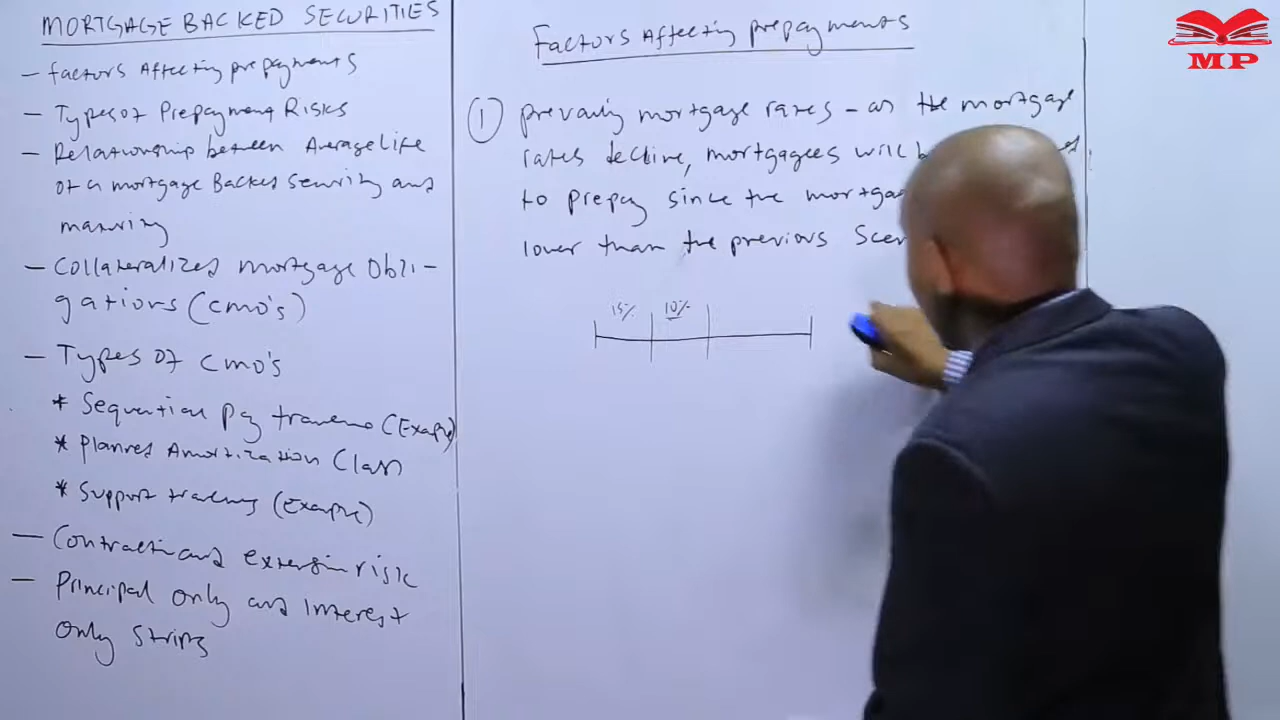 MORTGAGE BACKED SECURITIES
- factors Affecting prepayments
- Types of Prepayment Risks
- Relationship between Average Life
of a mortgage Backed security and
maturity
- Collateralized mortgage Obli-
gations (cmo's)
- Types of cmo's
* Sequential pay tranche (Example)
* Planned Amortization Class
* Support tranches (Example)
- Contraction and extension risk
- Principal only and interest
only strips
Factors Affecting prepayments
① prevailing mortgage rates - as the mortgage
rates decline, mortgagees will
to prepay since the
lower than the previous
15% 10%
MP